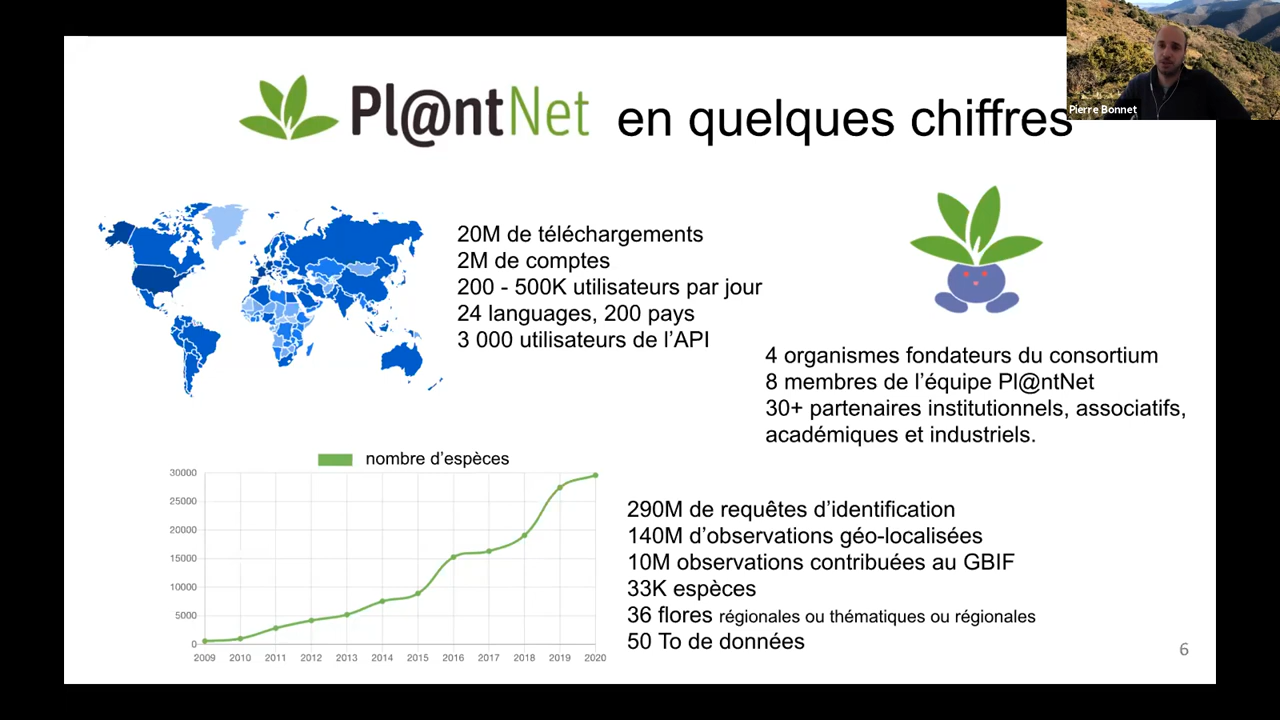 Pl@ntNet en quelques chiffres
Pierre Bonnet
20M de téléchargements
2M de comptes
200 - 500K utilisateurs par jour
24 languages, 200 pays
3 000 utilisateurs de l'API
4 organismes fondateurs du consortium
8 membres de l'équipe Pl@ntNet
30+ partenaires institutionnels, associatifs,
académiques et industriels.
nombre d'espèces
30000
25000
20000
15000
10000
5000
0
2009 2010 2011 2012 2013 2014 2015 2016 2017 2018 2019 2020
290M de requêtes d'identification
140M d'observations géo-localisées
10M observations contribuées au GBIF
33K espèces
36 flores régionales ou thématiques ou régionales
50 To de données
6